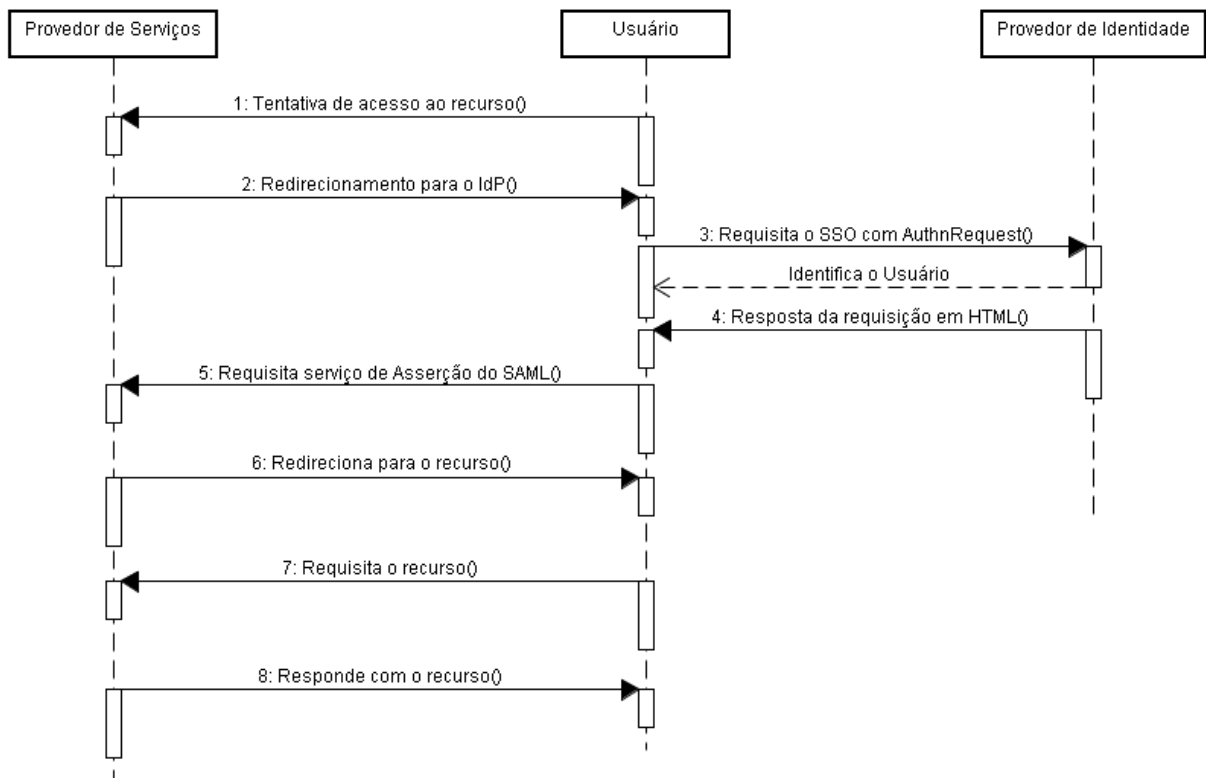 Provedor de Serviços
Usuário
Provedor de Identidade
1: Tentativa de acesso ao recurso()
2: Redirecionamento para o IdP()
3: Requisita o SSO com AuthnRequest()
Identifica o Usuário
4: Resposta da requisição em HTML()
5: Requisita serviço de Asserção do SAML()
6: Redireciona para o recurso()
7: Requisita o recurso()
8: Responde com o recurso()